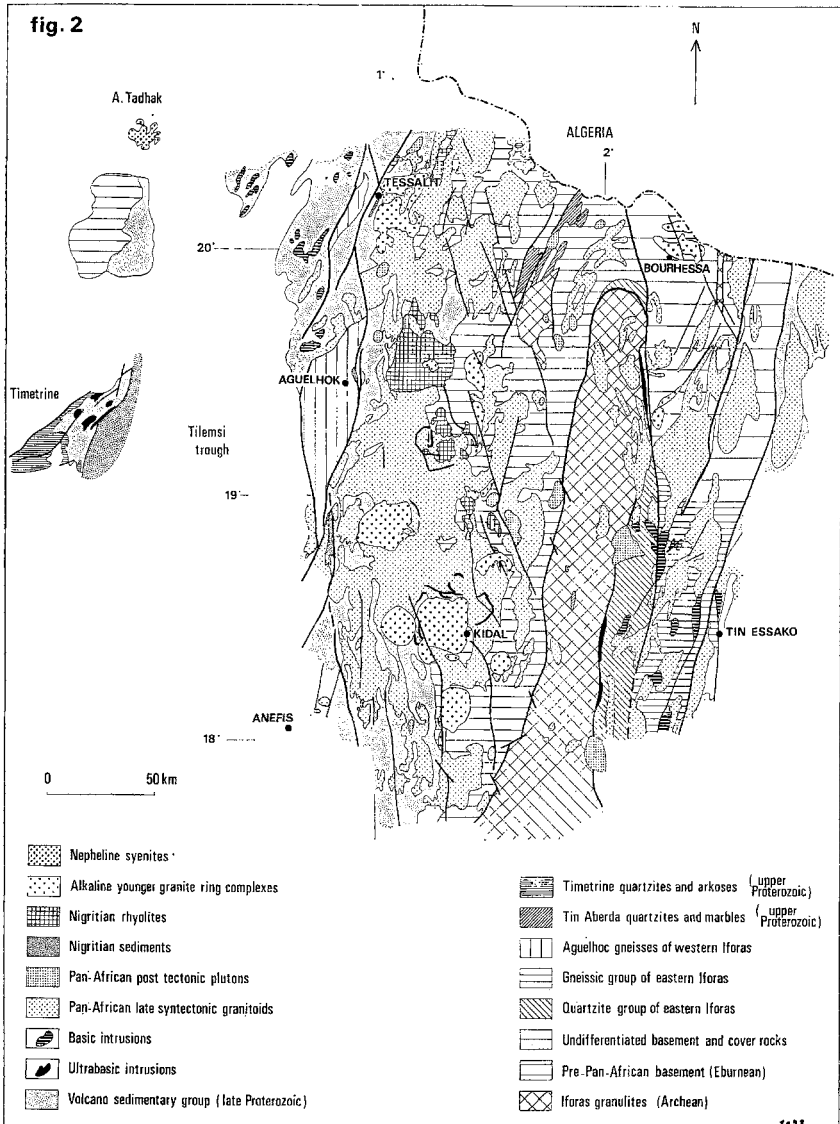 fig. 2
N
1°
A. Tadhak
ALGERIA
2°
TESSALIT
20°
BOURHESSA
AGUELHOK
Timetrine
Tilemsi
trough
19°
KIDAL
TIN ESSAKO
ANEFIS
18°
0 50 km
Nepheline syenites
Alkaline younger granite ring complexes
Nigritian rhyolites
Nigritian sediments
Pan-African post tectonic plutons
Pan-African late syntectonic granitoids
Basic intrusions
Ultrabasic intrusions
Volcano sedimentary group (late Proterozoic)
Timetrine quartzites and arkoses (upper Proterozoic)
Tin Aberda quartzites and marbles (upper Proterozoic)
Aguelhoc gneisses of western Iforas
Gneissic group of eastern Iforas
Quartzite group of eastern Iforas
Undifferentiated basement and cover rocks
Pre-Pan-African basement (Eburnean)
Iforas granulites (Archean)